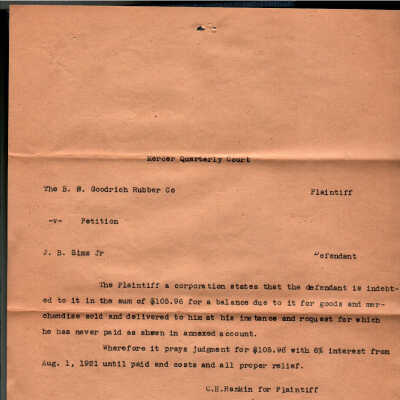 Mercer Quarterly Court
The B. F. Goodrich Rubber Co Plaintiff
-v- Petition
J. B. Sims Jr Defendant
The Plaintiff a corporation states that the defendant is indebt-
ed to it in the sum of $105.96 for a balance due to it for goods and mer-
chandise sold and delivered to him at his instance and request for which
he has never paid as shown in annexed account.
Wherefore it prays judgment for $105.96 with 6% interest from
Aug. 1, 1921 until paid and costs and all proper relief.
C.E.Rankin for Plaintiff